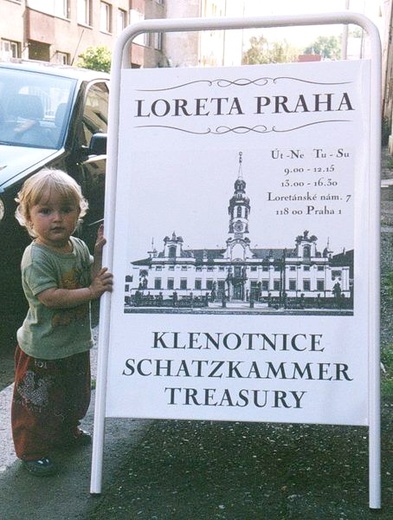 LORETA PRAHA
Út-Ne Tu-Su
9.00 - 12.15
13.00 - 16.30
Loretánské nám. 7
118 00 Praha 1
KLENOTNICE
SCHATZKAMMER
TREASURY